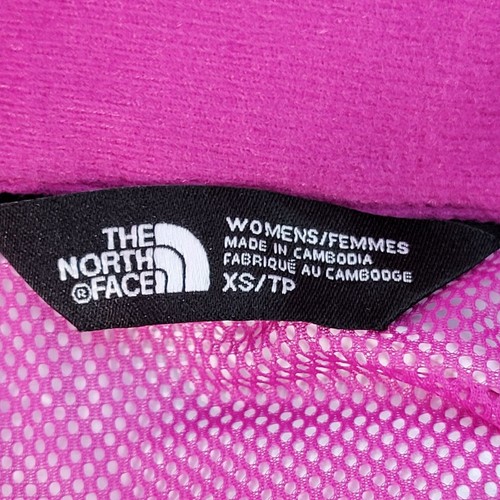 THE
NORTH
®FACE
WOMENS/FEMMES
MADE IN CAMBODIA
FABRIQUÉ AU CAMBODGE
XS/TP